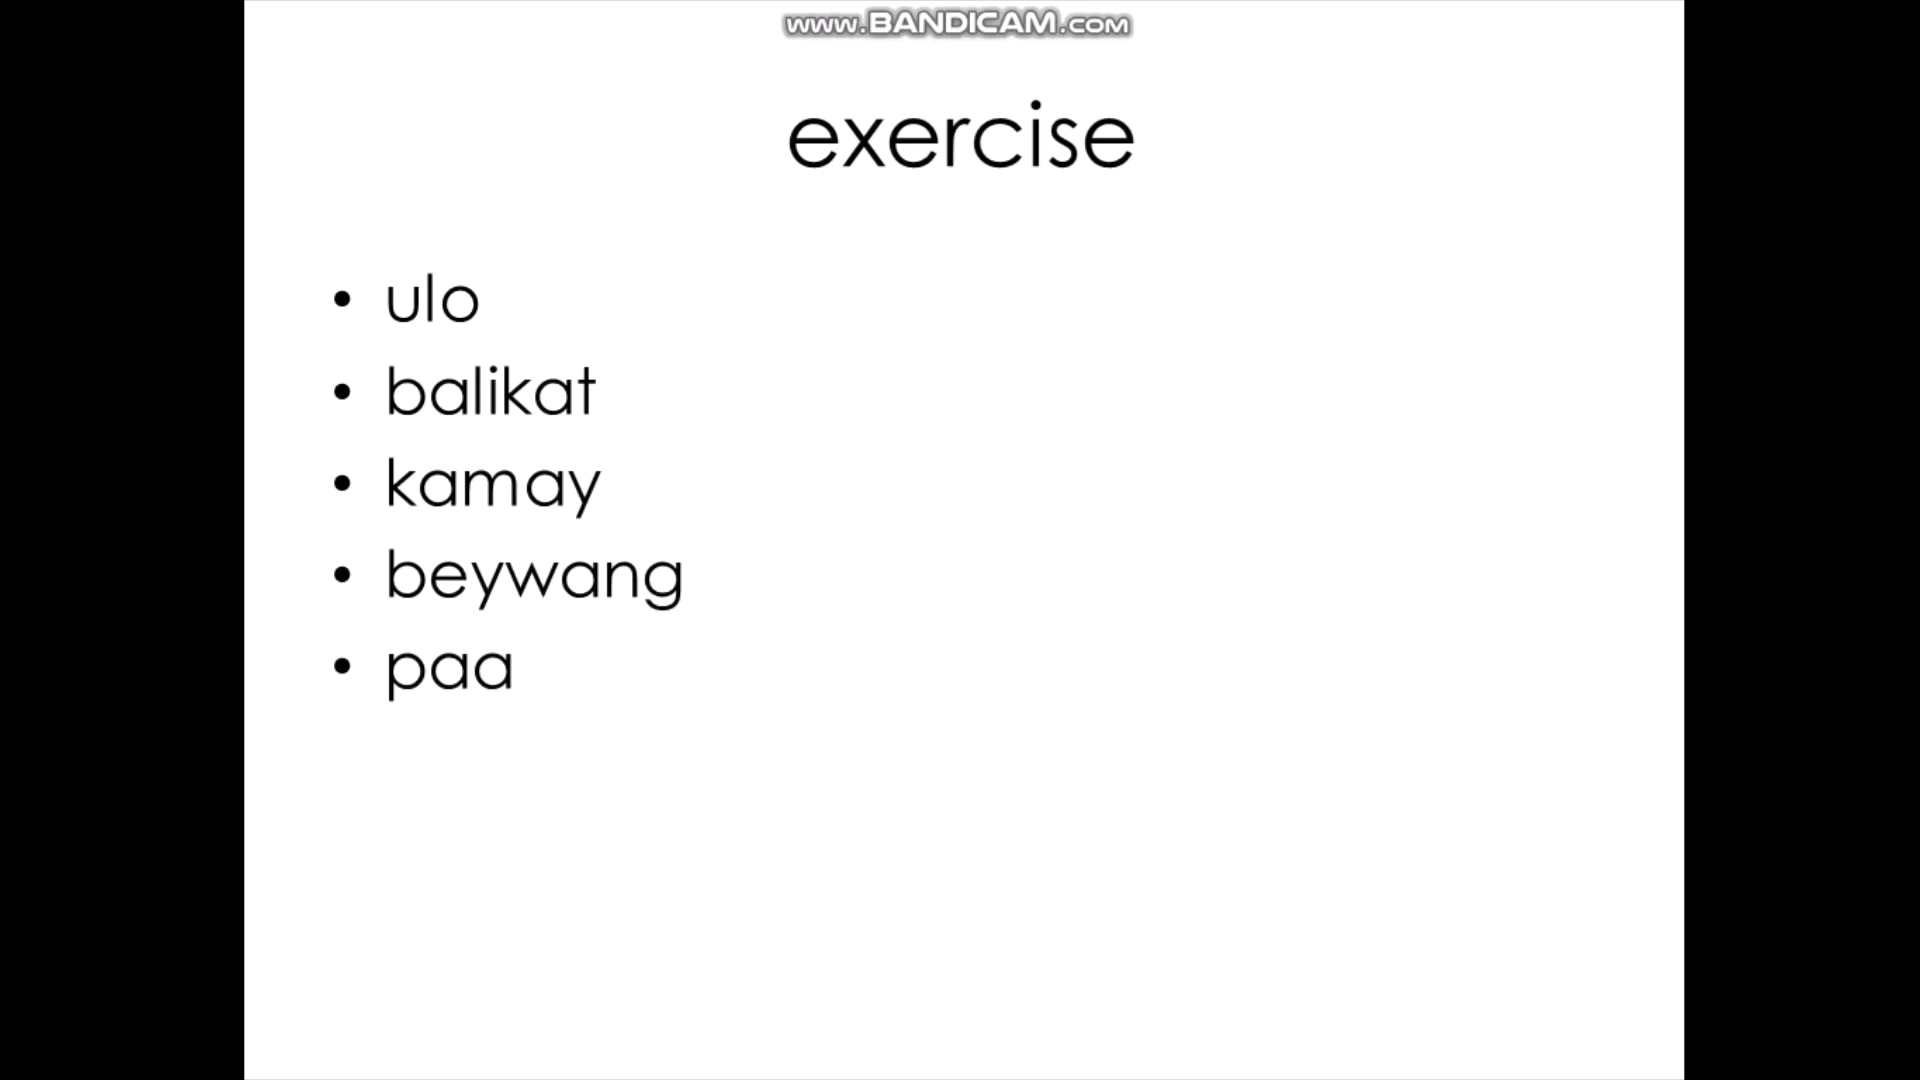 www.BANDICAM.com
exercise
• ulo
• balikat
• kamay
• beywang
• paa